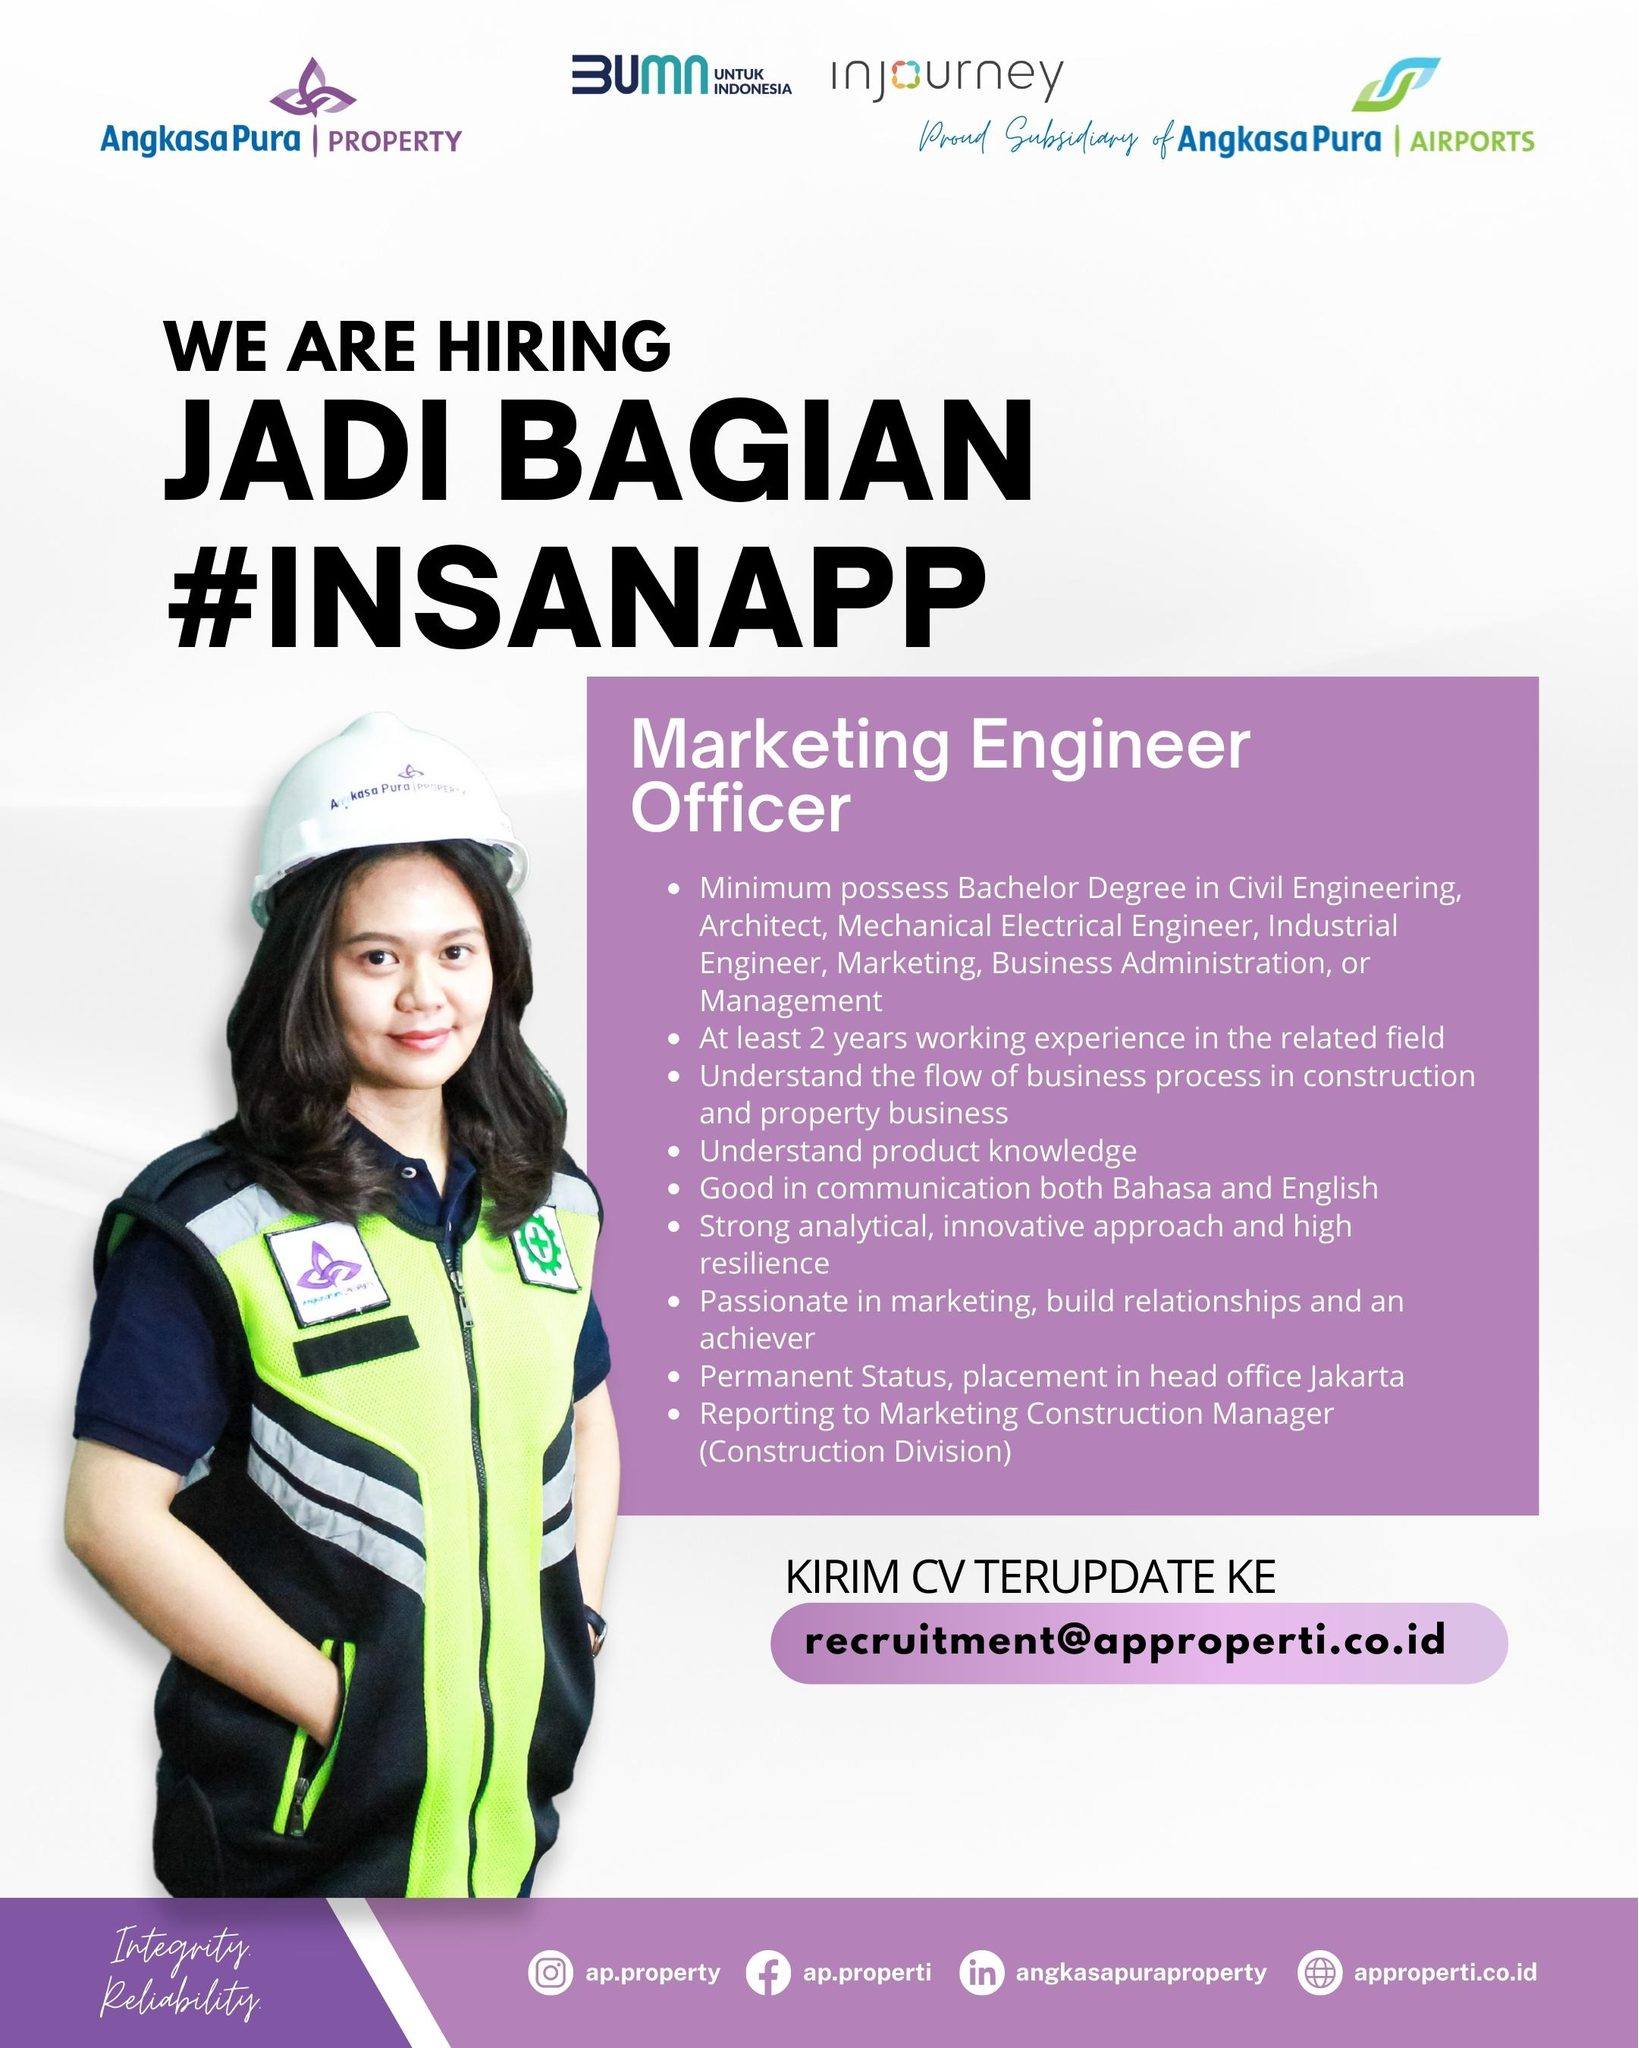 AngkasaPura | PROPERTY
BUMN UNTUK INDONESIA
injourney
Proud Subsidiary of AngkasaPura | AIRPORTS
WE ARE HIRING
JADI BAGIAN
#INSANAPP
Angkasa Pura | PROPERTY
Marketing Engineer
Officer
• Minimum possess Bachelor Degree in Civil Engineering,
Architect, Mechanical Electrical Engineer, Industrial
Engineer, Marketing, Business Administration, or
Management
• At least 2 years working experience in the related field
• Understand the flow of business process in construction
and property business
• Understand product knowledge
• Good in communication both Bahasa and English
• Strong analytical, innovative approach and high
resilience
• Passionate in marketing, build relationships and an
achiever
• Permanent Status, placement in head office Jakarta
• Reporting to Marketing Construction Manager
(Construction Division)
KIRIM CV TERUPDATE KE
recruitment@approperti.co.id
Integrity.
Reliability.
ap.property
ap.properti
angkasapuraproperty
approperti.co.id